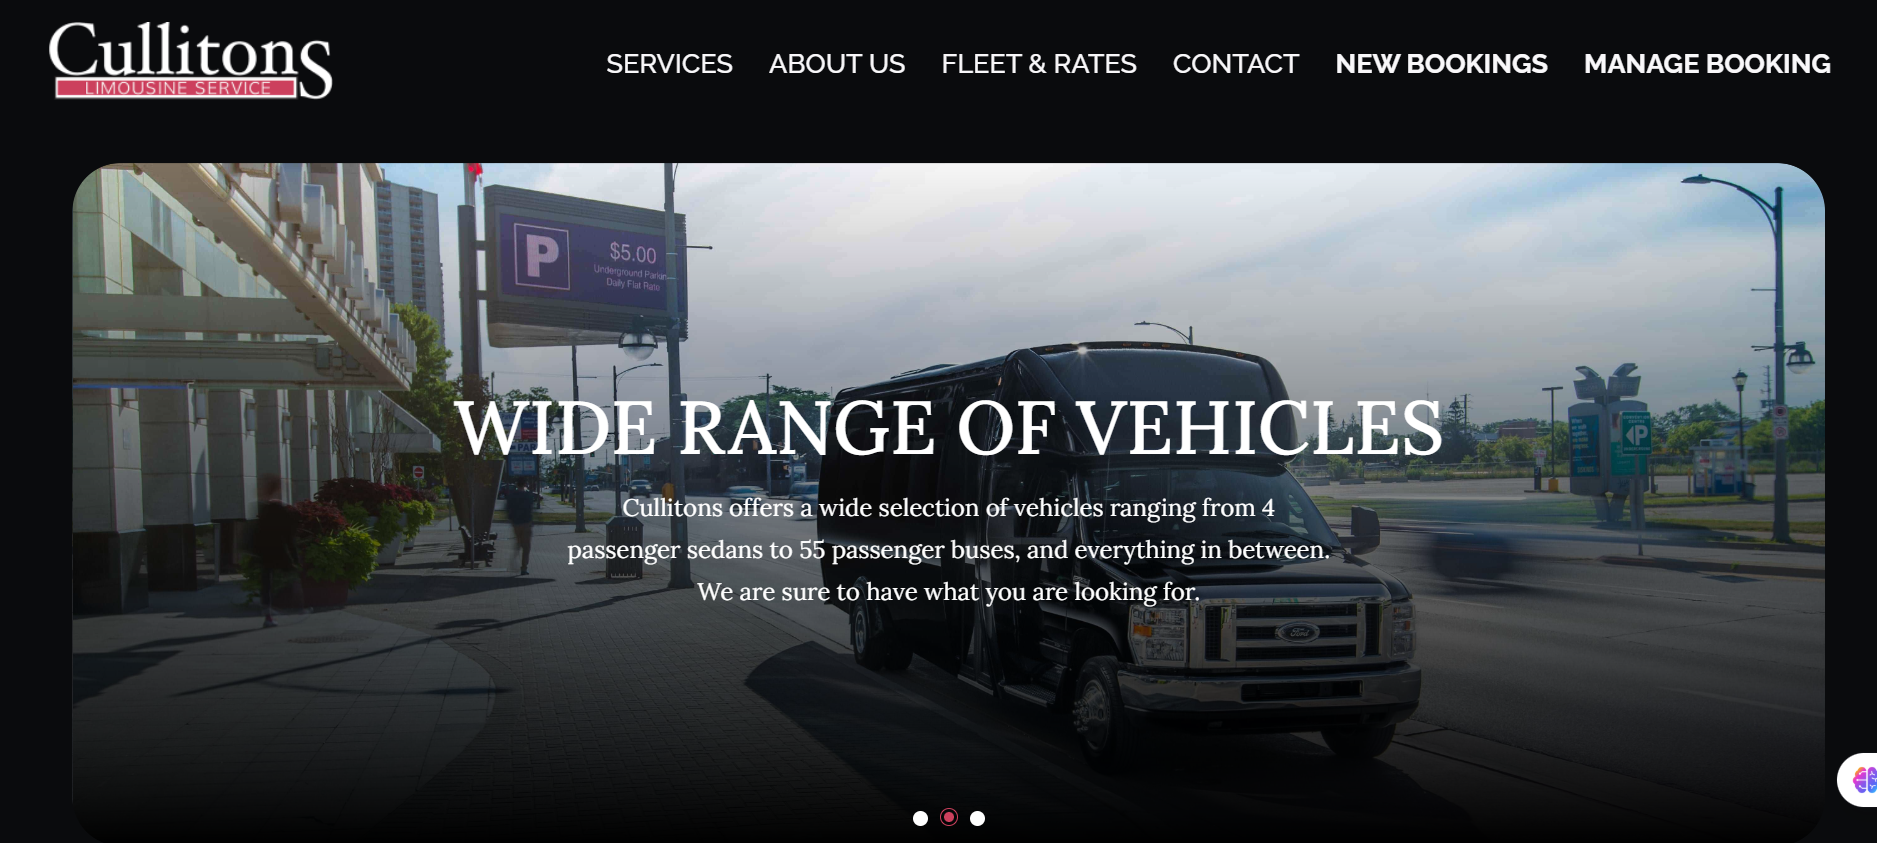 Cullitons
LIMOUSINE SERVICE
SERVICES
ABOUT US
FLEET & RATES
CONTACT
NEW BOOKINGS
MANAGE BOOKING
P
$5.00
Underground Parkin
Daily Flat Rate
WIDE RANGE OF VEHICLES
Cullitons offers a wide selection of vehicles ranging from 4
passenger sedans to 55 passenger buses, and everything in between.
We are sure to have what you are looking for.
P
Ford